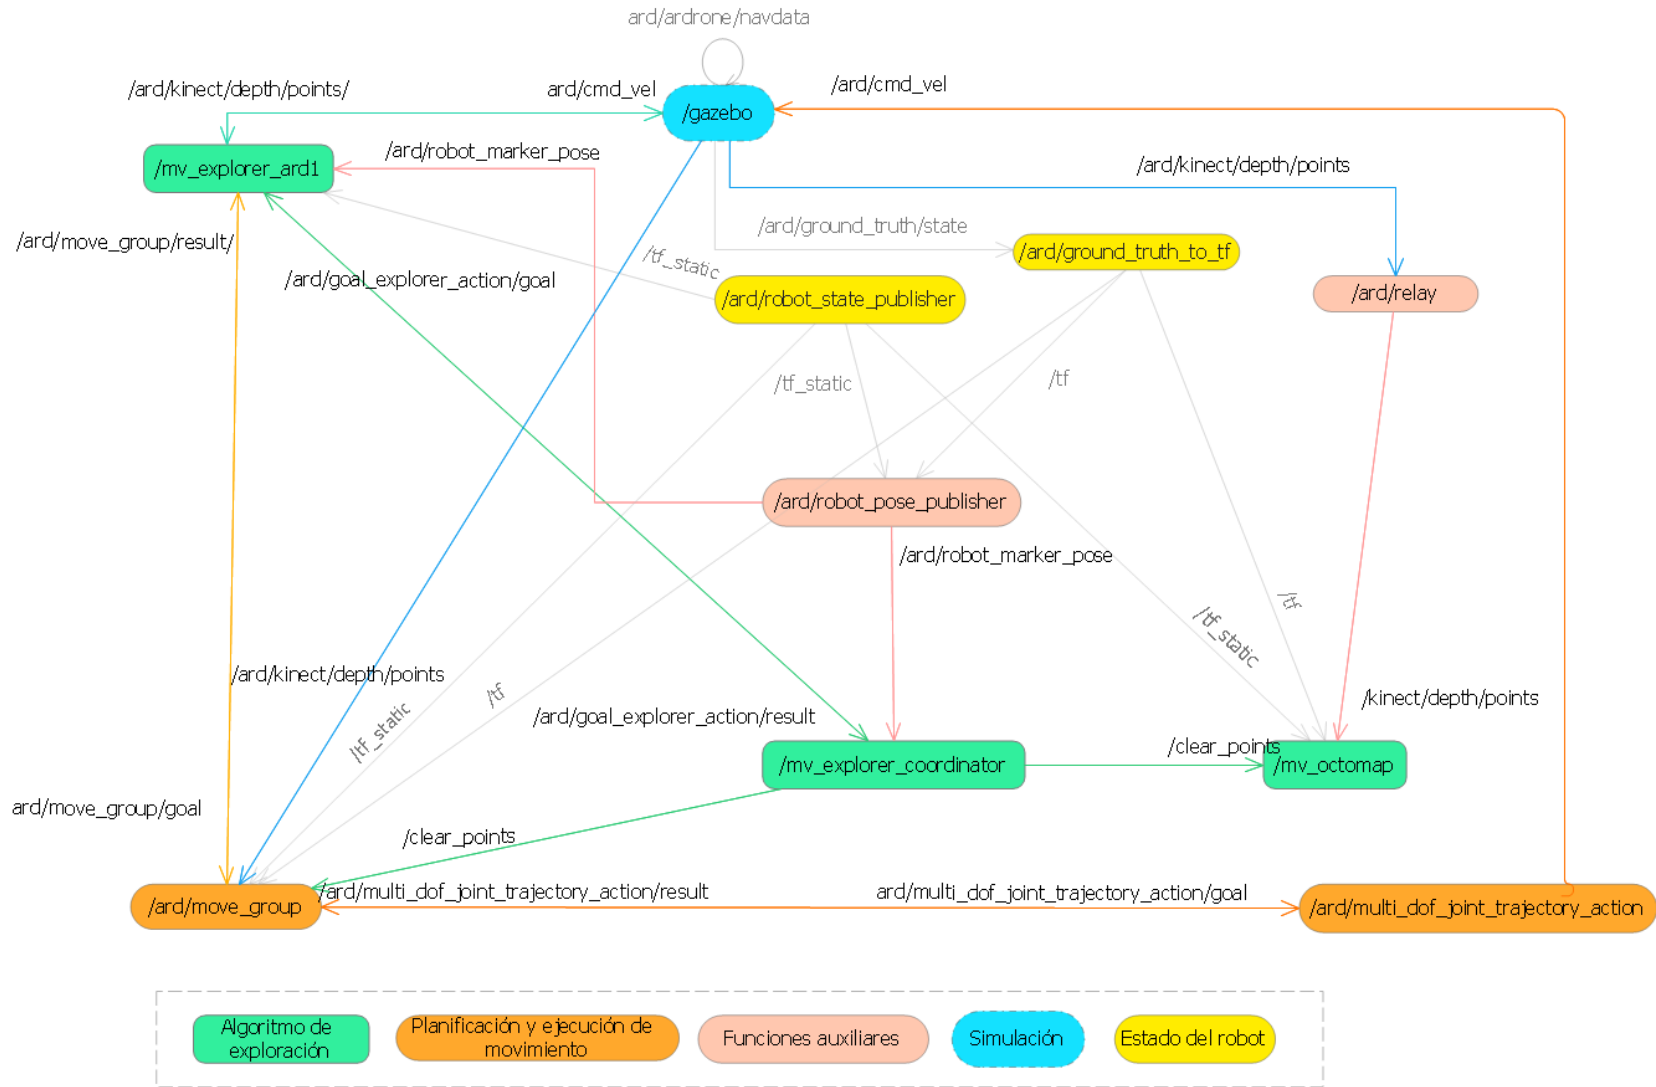 ard/ardrone/navdata
/ard/kinect/depth/points/
ard/cmd_vel
/ard/cmd_vel
/gazebo
/ard/robot_marker_pose
/mv_explorer_ard1
/ard/kinect/depth/points
/ard/move_group/result/
/ard/ground_truth/state
/ard/ground_truth_to_tf
/tf_static
/ard/goal_explorer_action/goal
/ard/robot_state_publisher
/ard/relay
/tf_static
/tf
/ard/robot_pose_publisher
/ard/robot_marker_pose
/tf
/tf_static
/ard/kinect/depth/points
/tf
/kinect/depth/points
/tf_static
/ard/goal_explorer_action/result
/clear_points
/mv_explorer_coordinator
/mv_octomap
ard/move_group/goal
/clear_points
/ard/multi_dof_joint_trajectory_action/result
ard/multi_dof_joint_trajectory_action/goal
/ard/move_group
/ard/multi_dof_joint_trajectory_action
Algoritmo de
exploración
Planificación y ejecución de
movimiento
Funciones auxiliares
Simulación
Estado del robot